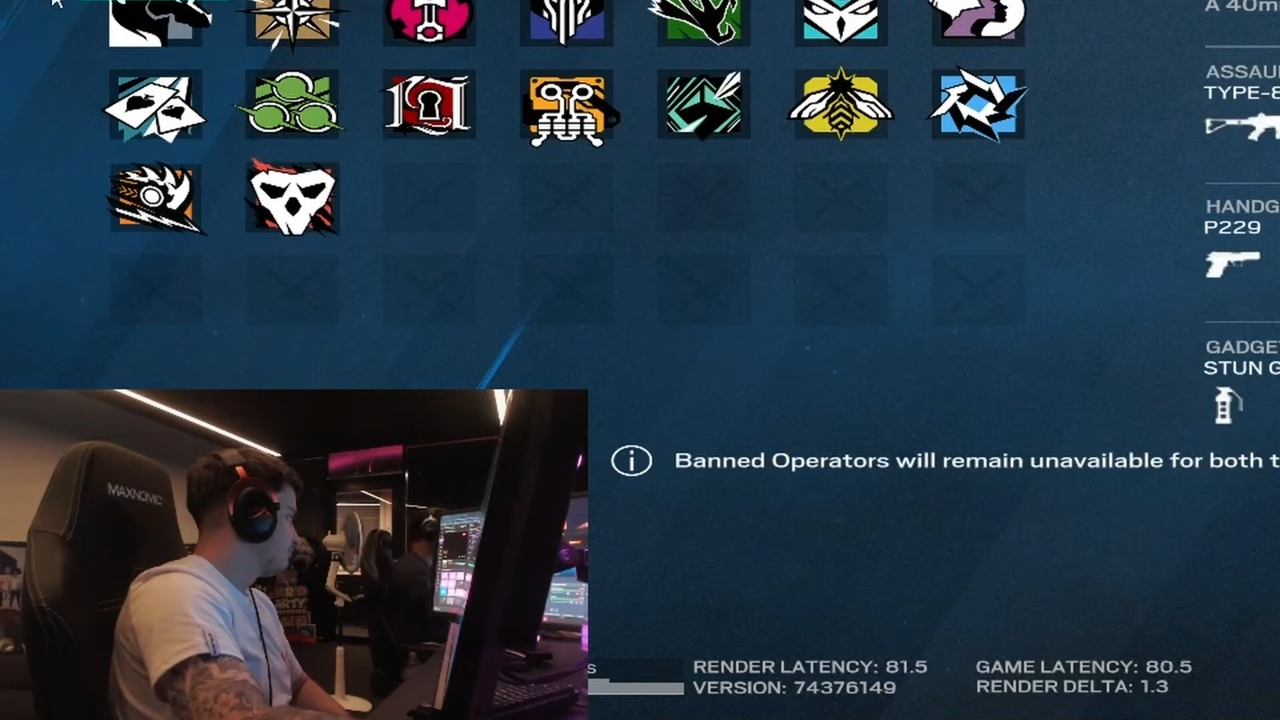 A 40m
ASSAU
TYPE-8
HANDG
P229
GADGE
STUN G
Banned Operators will remain unavailable for both t
MAXNOMIC
RENDER LATENCY: 81.5
GAME LATENCY: 80.5
VERSION: 74376149
RENDER DELTA: 1.3